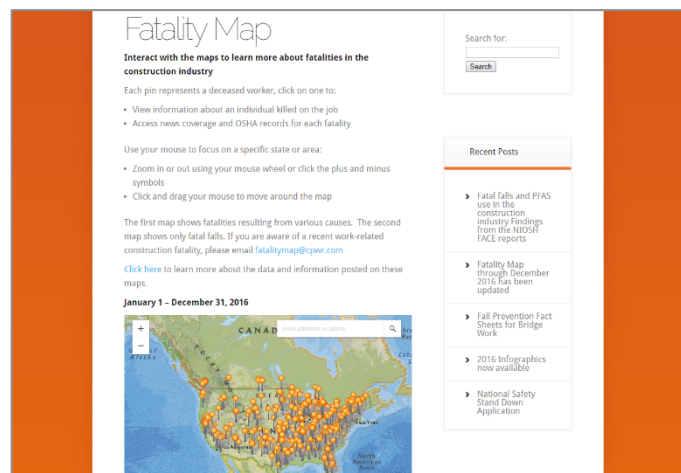 Fatality Map
Interact with the maps to learn more about fatalities in the
construction industry
Each pin represents a deceased worker, click on one to:
• View information about an individual killed on the job
• Access news coverage and OSHA records for each fatality
Use your mouse to focus on a specific state or area:
• Zoom in or out using your mouse wheel or click the plus and minus
symbols
• Click and drag your mouse to move around the map
The first map shows fatalities resulting from various causes. The second
map shows only fatal falls. If you are aware of a recent work-related
construction fatality, please email fatalitymap@cpwr.com
Click here to learn more about the data and information posted on these
maps.
January 1 – December 31, 2016
+
−
Find address or place
CANAD
Alaska
New York
Los Angeles
North
American
Search for:
Search
Recent Posts
Fatal falls and PFAS
use in the
construction
industry Findings
from the NIOSH
FACE reports
Fatality Map
through December
2016 has been
updated
Fall Prevention Fact
Sheets for Bridge
Work
2016 Infographics
now available
National Safety
Stand Down
Application